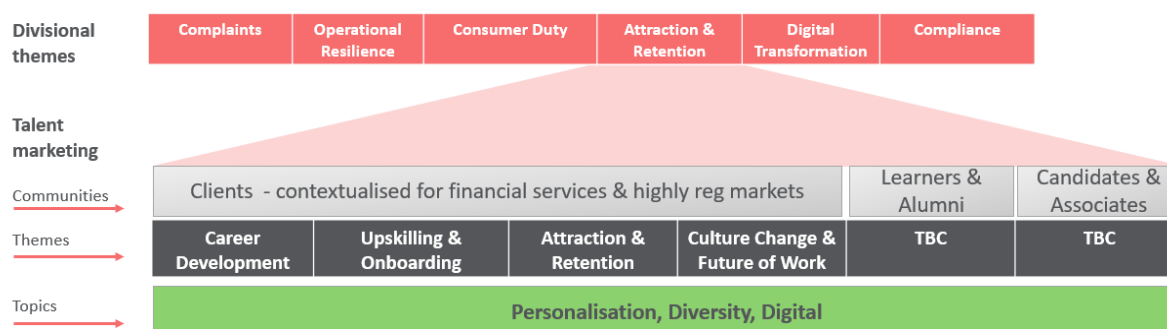 Divisional
themes
Complaints
Operational
Resilience
Consumer Duty
Attraction &
Retention
Digital
Transformation
Compliance
Talent
marketing
Communities
Clients - contextualised for financial services & highly reg markets
Learners &
Alumni
Candidates &
Associates
Themes
Career
Development
Upskilling &
Onboarding
Attraction &
Retention
Culture Change &
Future of Work
TBC
TBC
Topics
Personalisation, Diversity, Digital